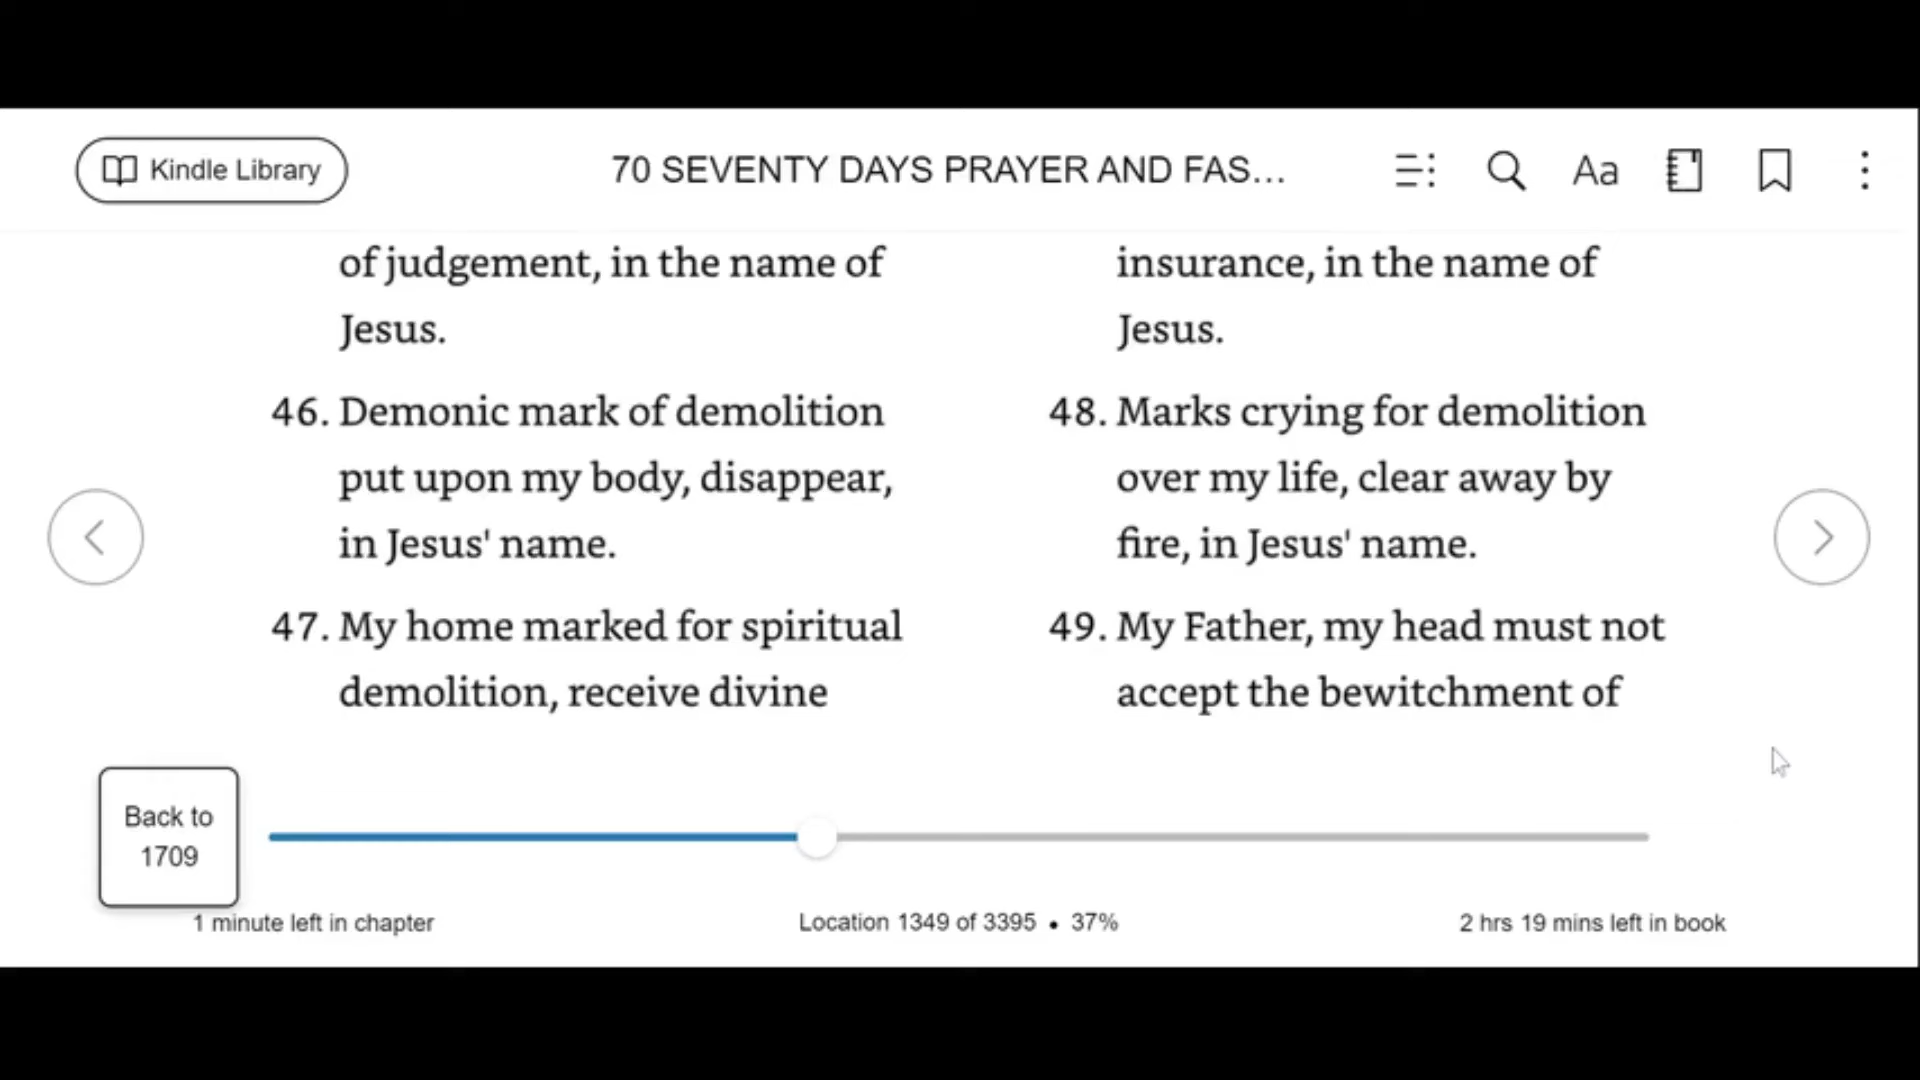 Kindle Library
70 SEVENTY DAYS PRAYER AND FAS...
Aa
of judgement, in the name of
Jesus.
46. Demonic mark of demolition
put upon my body, disappear,
in Jesus' name.
47. My home marked for spiritual
demolition, receive divine
insurance, in the name of
Jesus.
48. Marks crying for demolition
over my life, clear away by
fire, in Jesus' name.
49. My Father, my head must not
accept the bewitchment of
Back to
1709
1 minute left in chapter
Location 1349 of 3395 • 37%
2 hrs 19 mins left in book